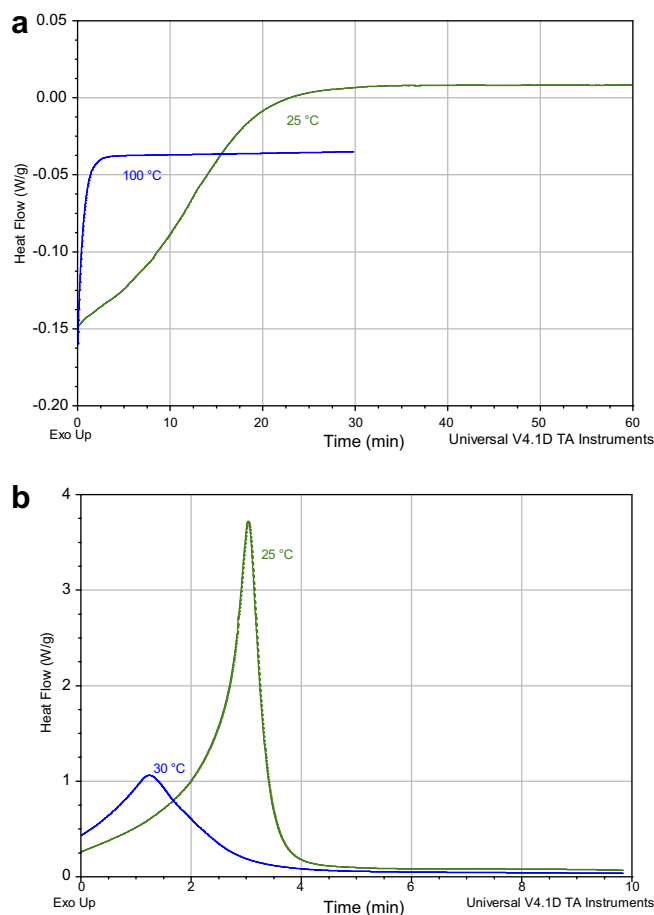 a
0.05
0.00
-0.05
-0.10
-0.15
-0.20
Heat Flow (W/g)
25 °C
100 °C
0
10
20
30
40
50
60
Exo Up
Time (min)
Universal V4.1D TA Instruments
b
4
3
2
1
0
Heat Flow (W/g)
25 °C
30 °C
0
2
4
6
8
10
Exo Up
Time (min)
Universal V4.1D TA Instruments